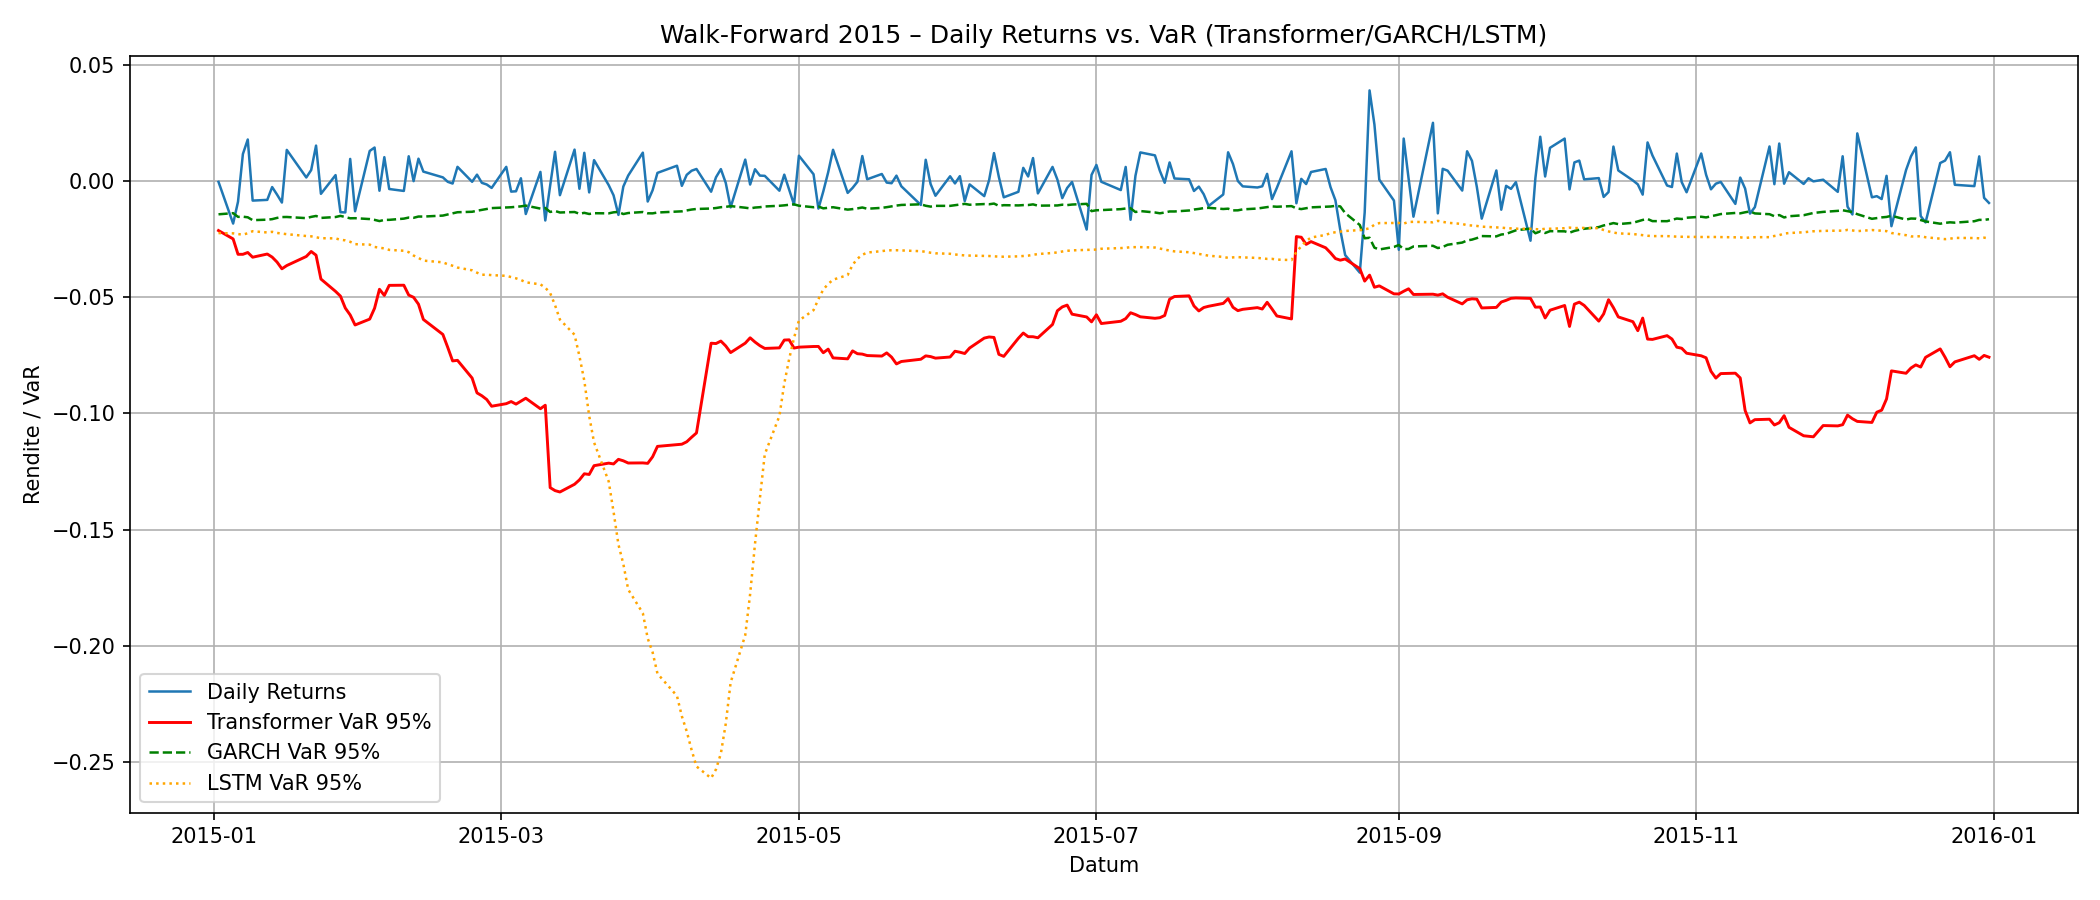 Walk-Forward 2015 – Daily Returns vs. VaR (Transformer/GARCH/LSTM)
Rendite / VaR
0.05
0.00
−0.05
−0.10
−0.15
−0.20
−0.25
Daily Returns
Transformer VaR 95%
GARCH VaR 95%
LSTM VaR 95%
2015-01 2015-03 2015-05 2015-07 2015-09 2015-11 2016-01
Datum